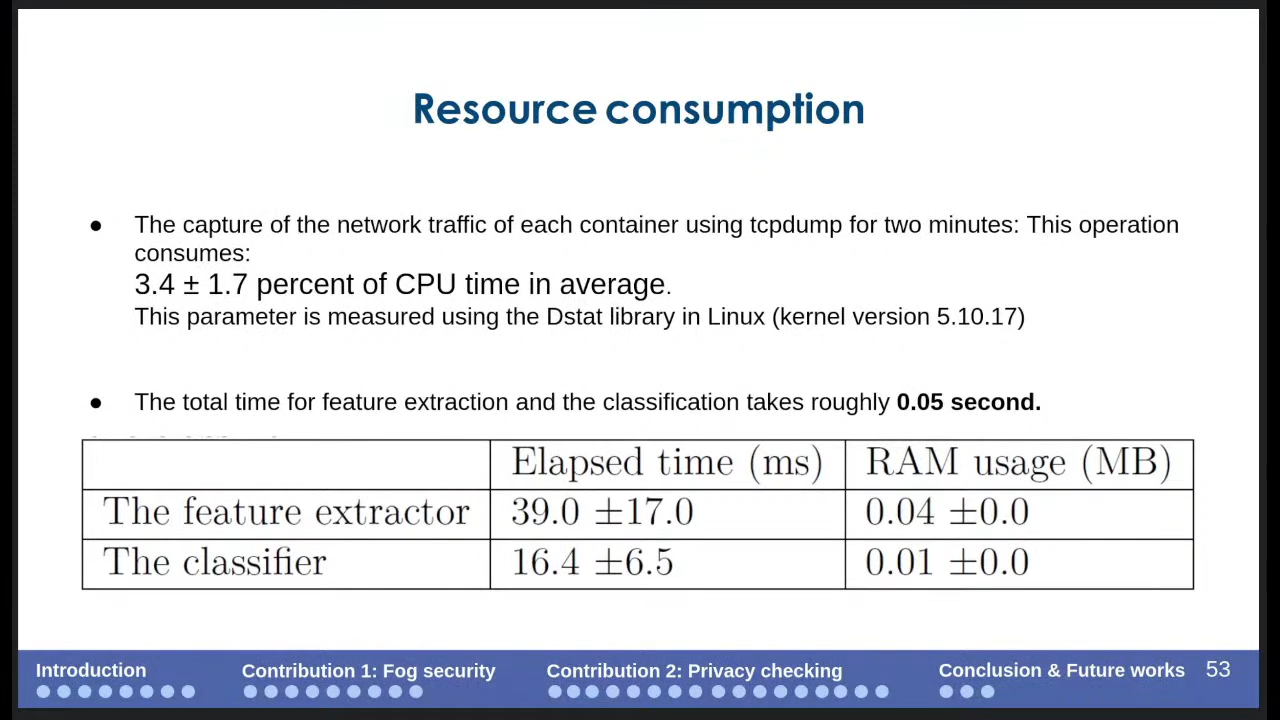 Resource consumption
● The capture of the network traffic of each container using tcpdump for two minutes: This operation
consumes:
3.4 ± 1.7 percent of CPU time in average.
This parameter is measured using the Dstat library in Linux (kernel version 5.10.17)
● The total time for feature extraction and the classification takes roughly 0.05 second.
Elapsed time (ms) RAM usage (MB)
The feature extractor 39.0 ±17.0 0.04 ±0.0
The classifier 16.4 ±6.5 0.01 ±0.0
Introduction Contribution 1: Fog security Contribution 2: Privacy checking Conclusion & Future works 53